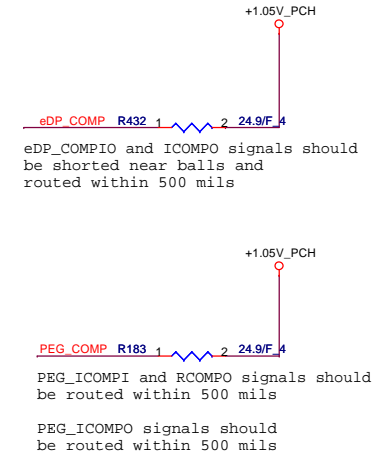 +1.05V_PCH
eDP_COMP R432 1 2 24.9/F_4
eDP_COMPIO and ICOMPO signals should
be shorted near balls and
routed within 500 mils
+1.05V_PCH
PEG_COMP R183 1 2 24.9/F_4
PEG_ICOMPI and RCOMPO signals should
be routed within 500 mils
PEG_ICOMPO signals should
be routed within 500 mils